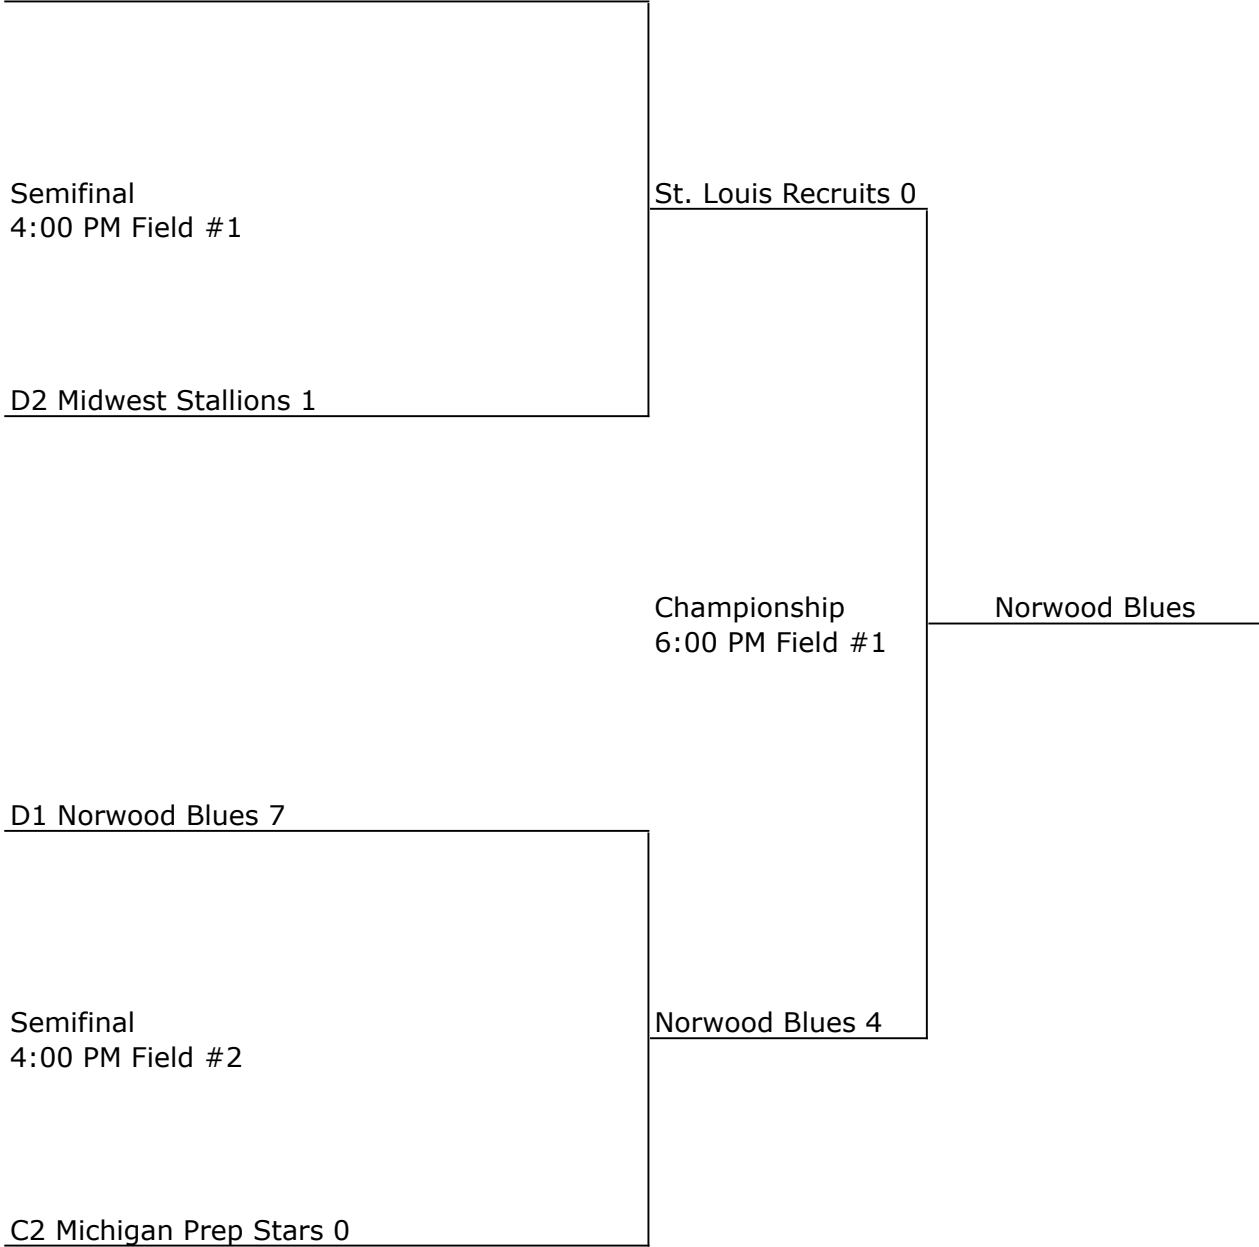 Semifinal
4:00 PM Field #1
St. Louis Recruits 0
D2 Midwest Stallions 1
Championship
6:00 PM Field #1
Norwood Blues
D1 Norwood Blues 7
Semifinal
4:00 PM Field #2
Norwood Blues 4
C2 Michigan Prep Stars 0